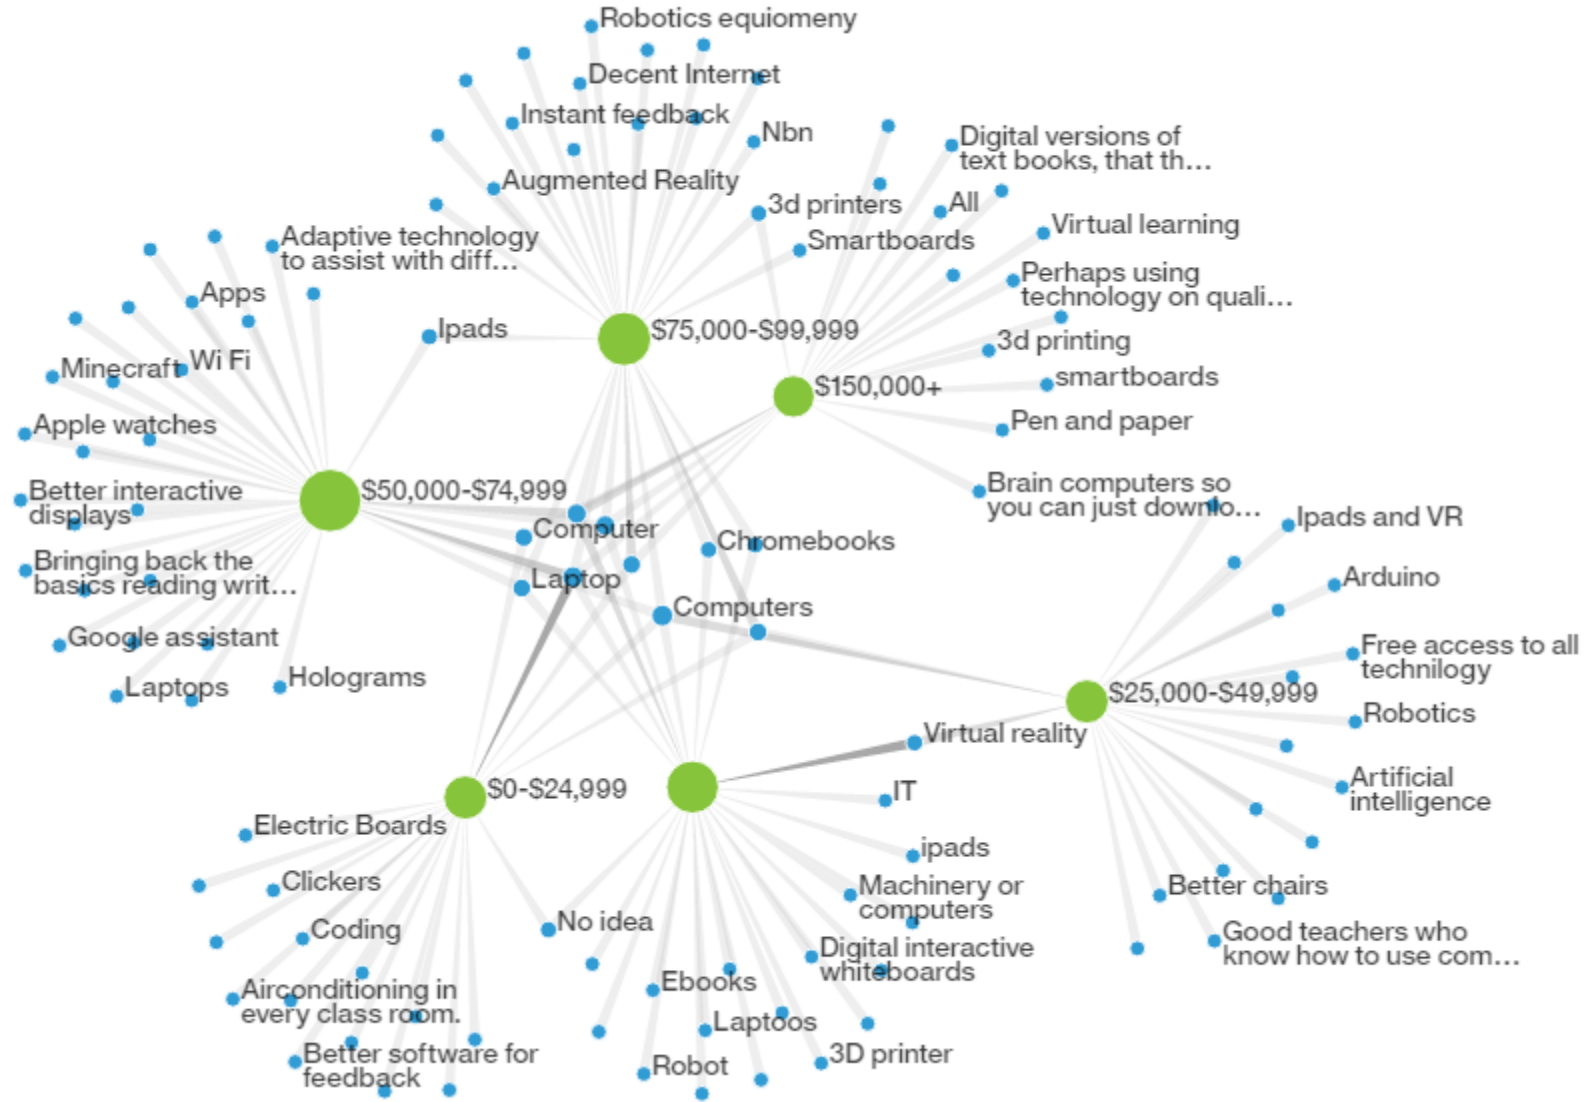 Robotics equiomeny
Decent Internet
Instant feedback
Nbn
Digital versions of
text books, that th...
Augmented Reality
3d printers
All
Virtual learning
Adaptive technology
to assist with diff...
Smartboards
Perhaps using
technology on quali...
Apps
Ipads
$75,000-$99,999
3d printing
Minecraft
Wi Fi
$150,000+
smartboards
Apple watches
Pen and paper
Better interactive
displays
$50,000-$74,999
Brain computers so
you can just downlo...
Computer
Ipads and VR
Chromebooks
Bringing back the
basics reading writ...
Laptop
Arduino
Computers
Google assistant
Free access to all
technilogy
Holograms
Laptops
$25,000-$49,999
Robotics
Virtual reality
$0-$24,999
IT
Artificial
intelligence
Electric Boards
ipads
Clickers
Machinery or
computers
Better chairs
Coding
No idea
Digital interactive
whiteboards
Good teachers who
know how to use com...
Airconditioning in
every class room.
Ebooks
Laptoos
Better software for
feedback
Robot
3D printer